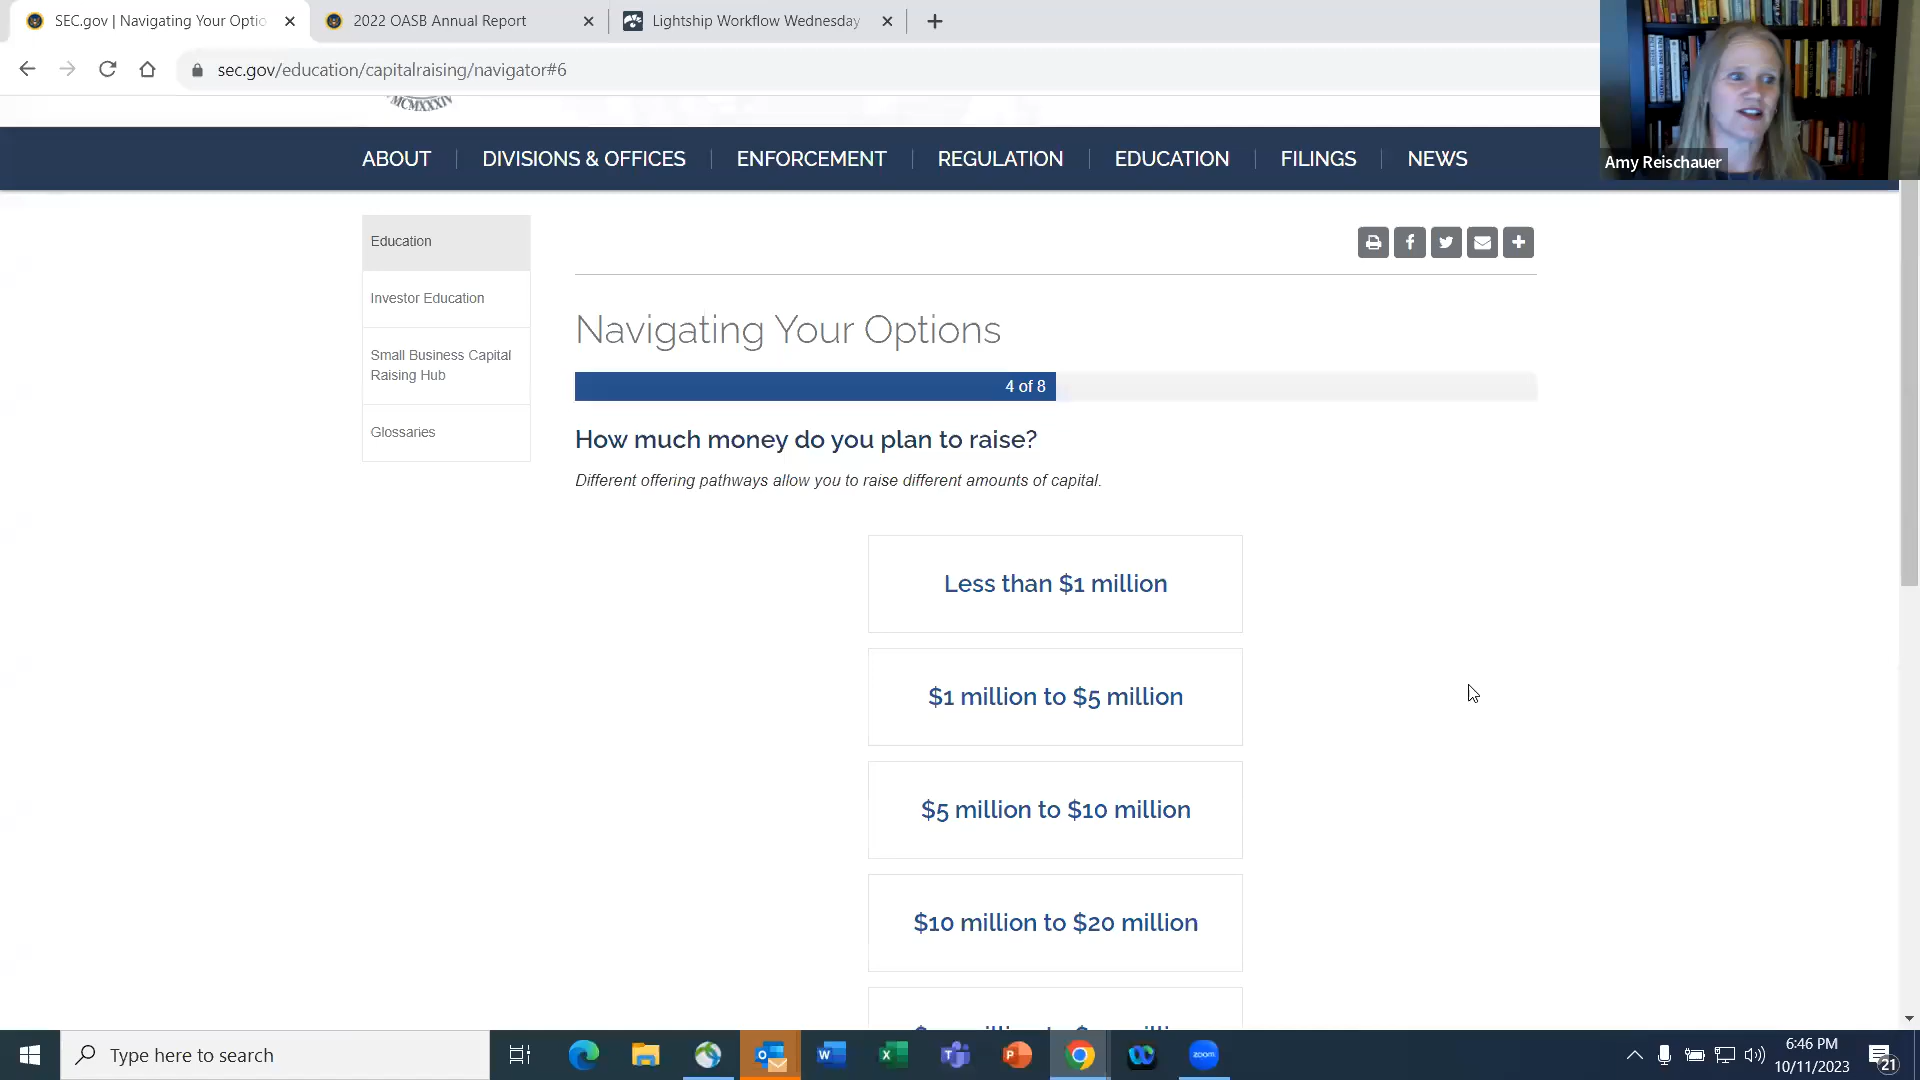 SEC.gov | Navigating Your Optio
2022 OASB Annual Report
Lightship Workflow Wednesday
sec.gov/education/capitalraising/navigator#6
MCMXXXIV
Amy Reischauer
ABOUT
DIVISIONS & OFFICES
ENFORCEMENT
REGULATION
EDUCATION
FILINGS
NEWS
Education
Investor Education
Small Business Capital
Raising Hub
Glossaries
Navigating Your Options
4 of 8
How much money do you plan to raise?
Different offering pathways allow you to raise different amounts of capital.
Less than $1 million
$1 million to $5 million
$5 million to $10 million
$10 million to $20 million
Type here to search
zoom
6:46 PM
10/11/2023
21